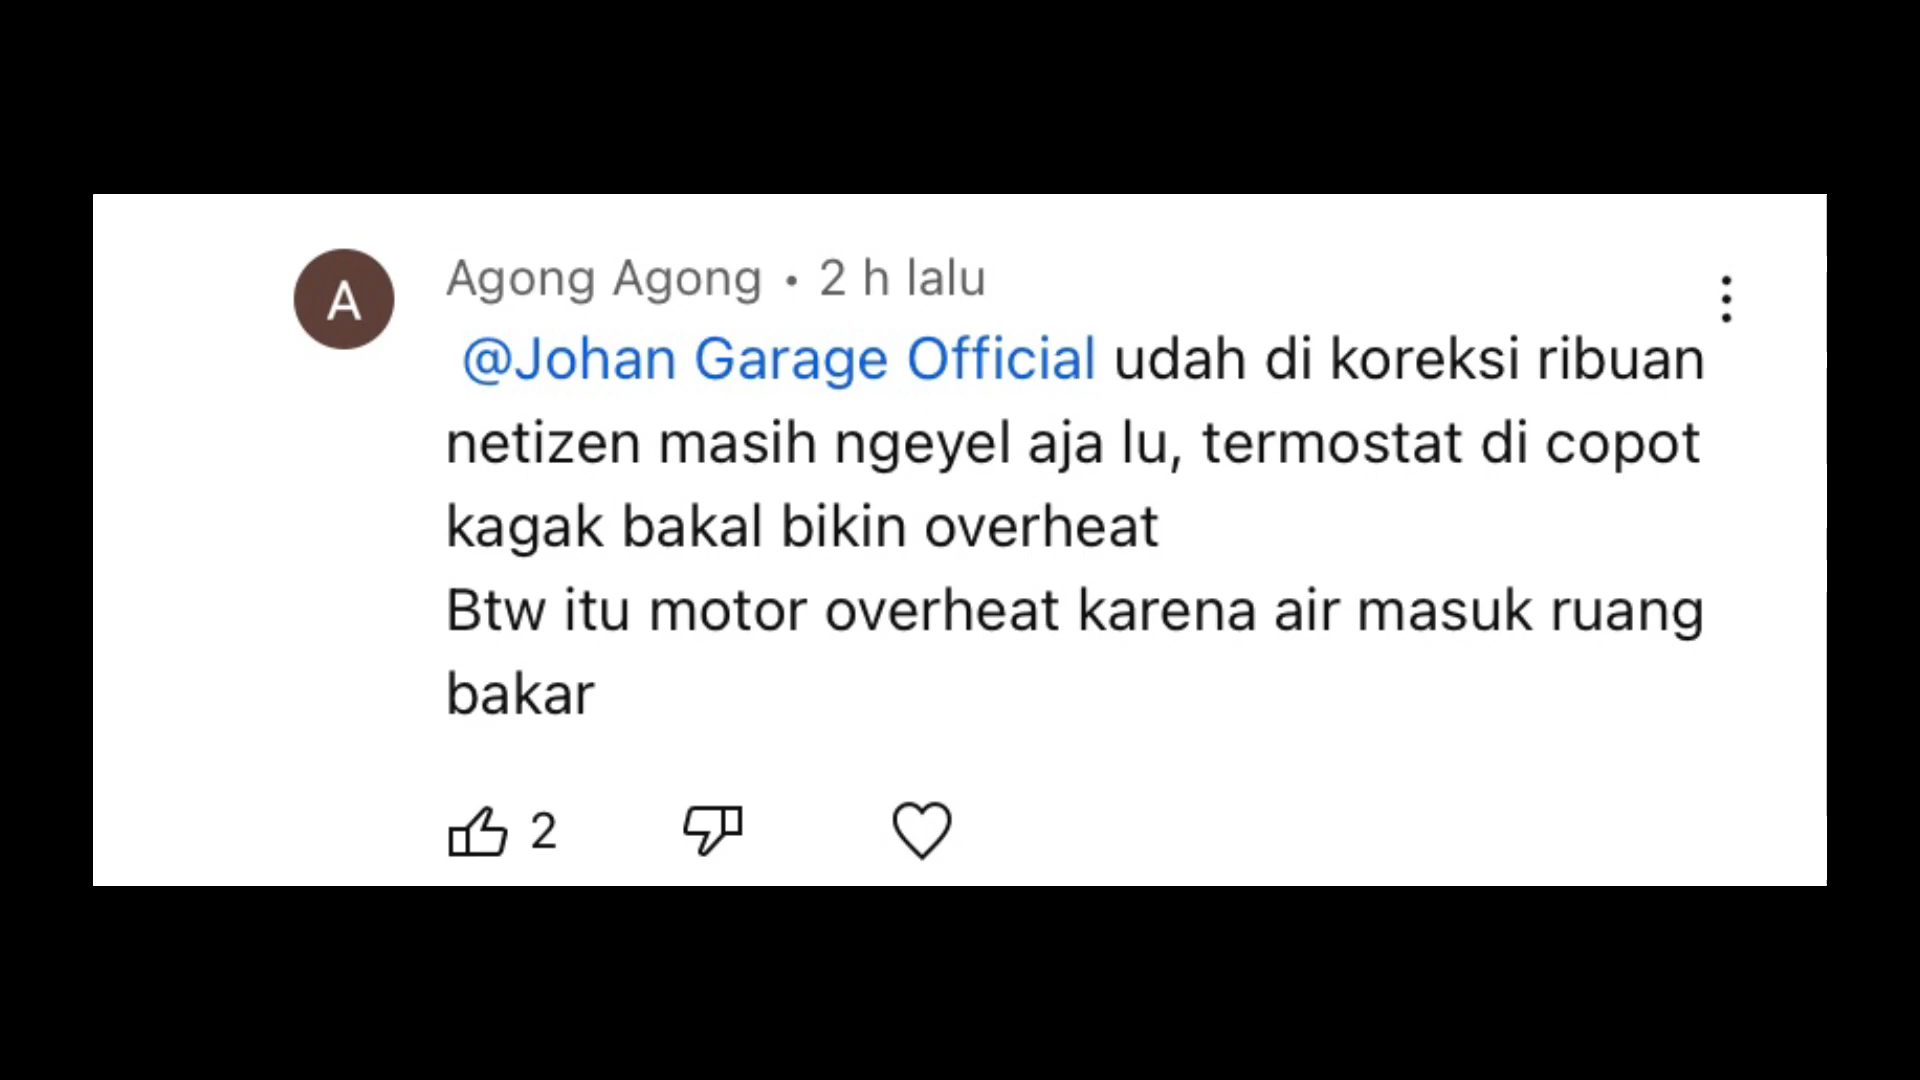 A
Agong Agong • 2 h lalu
@Johan Garage Official udah di koreksi ribuan
netizen masih ngeyel aja lu, termostat di copot
kagak bakal bikin overheat
Btw itu motor overheat karena air masuk ruang
bakar
2